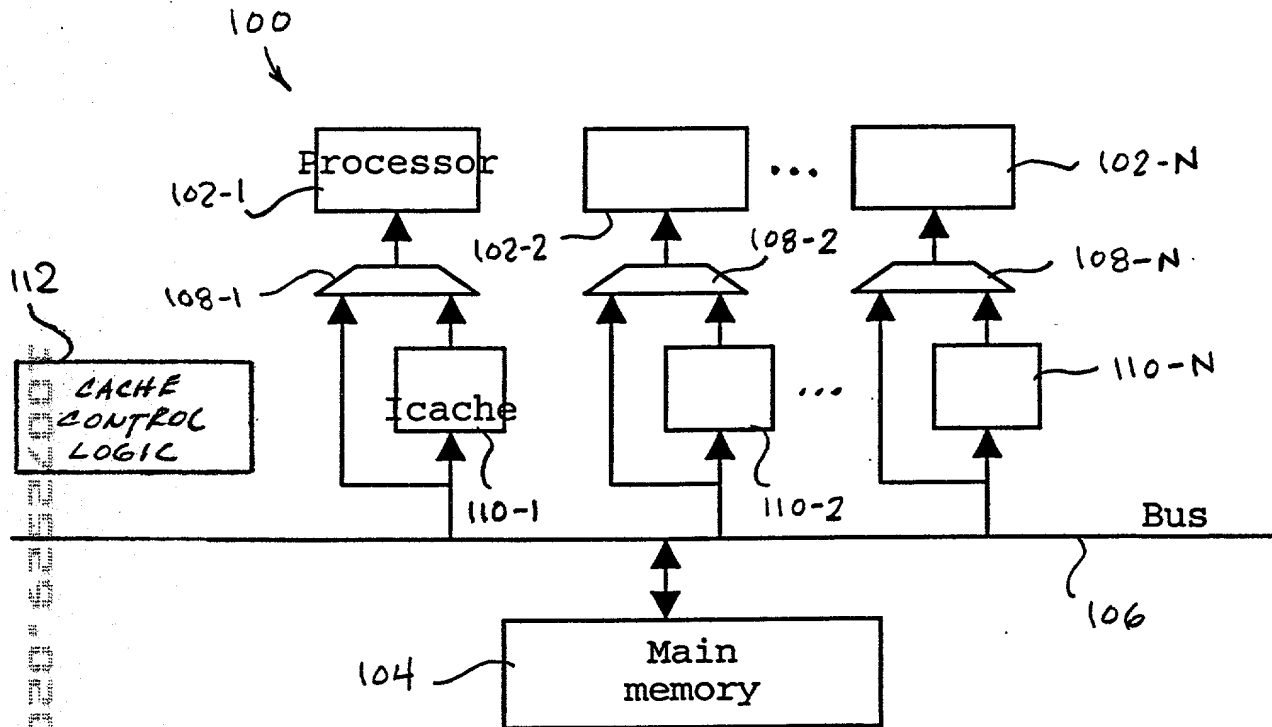 100
Processor
102-1
102-2
...
102-N
108-1
108-2
108-N
112
CACHE
CONTROL
LOGIC
Icache
110-1
110-2
...
110-N
Bus
106
104
Main
memory